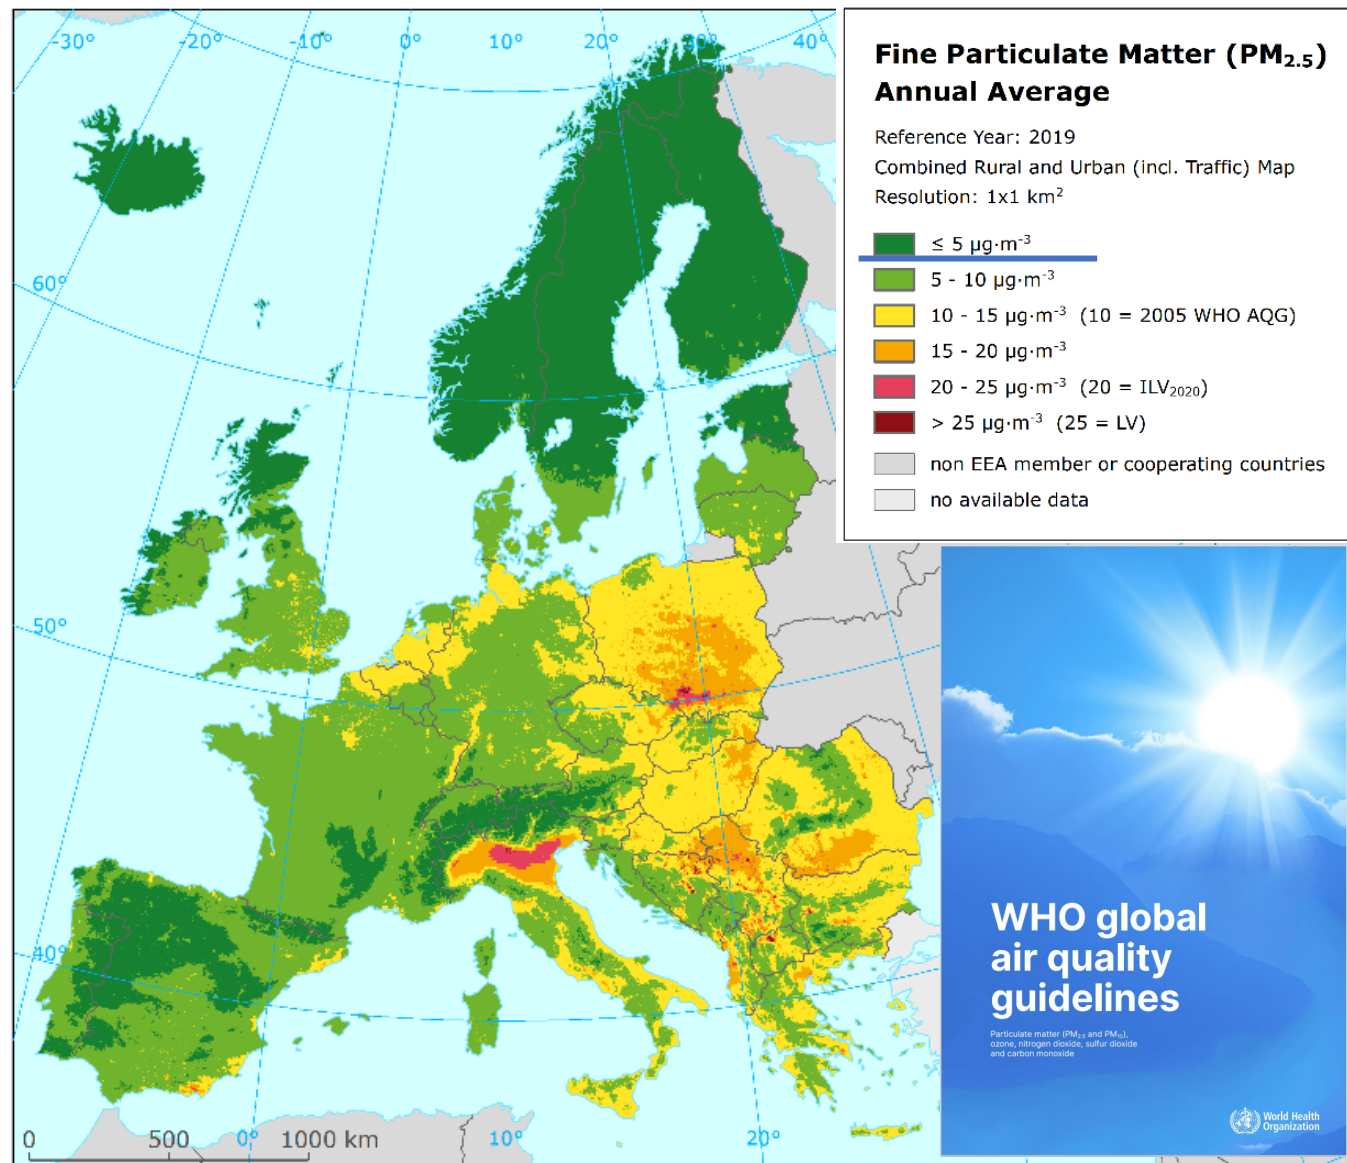 -30°
-20°
-10°
0°
10°
20°
30°
40°
60°
50°
40°
0
500
0°
1000 km
10°
20°
Fine Particulate Matter (PM2.5)
Annual Average
Reference Year: 2019
Combined Rural and Urban (incl. Traffic) Map
Resolution: 1x1 km²
≤ 5 µg·m⁻³
5 - 10 µg·m⁻³
10 - 15 µg·m⁻³ (10 = 2005 WHO AQG)
15 - 20 µg·m⁻³
20 - 25 µg·m⁻³ (20 = ILV2020)
> 25 µg·m⁻³ (25 = LV)
non EEA member or cooperating countries
no available data
WHO global
air quality
guidelines
Particulate matter (PM2.5 and PM10),
ozone, nitrogen dioxide, sulfur dioxide
and carbon monoxide
World Health
Organization